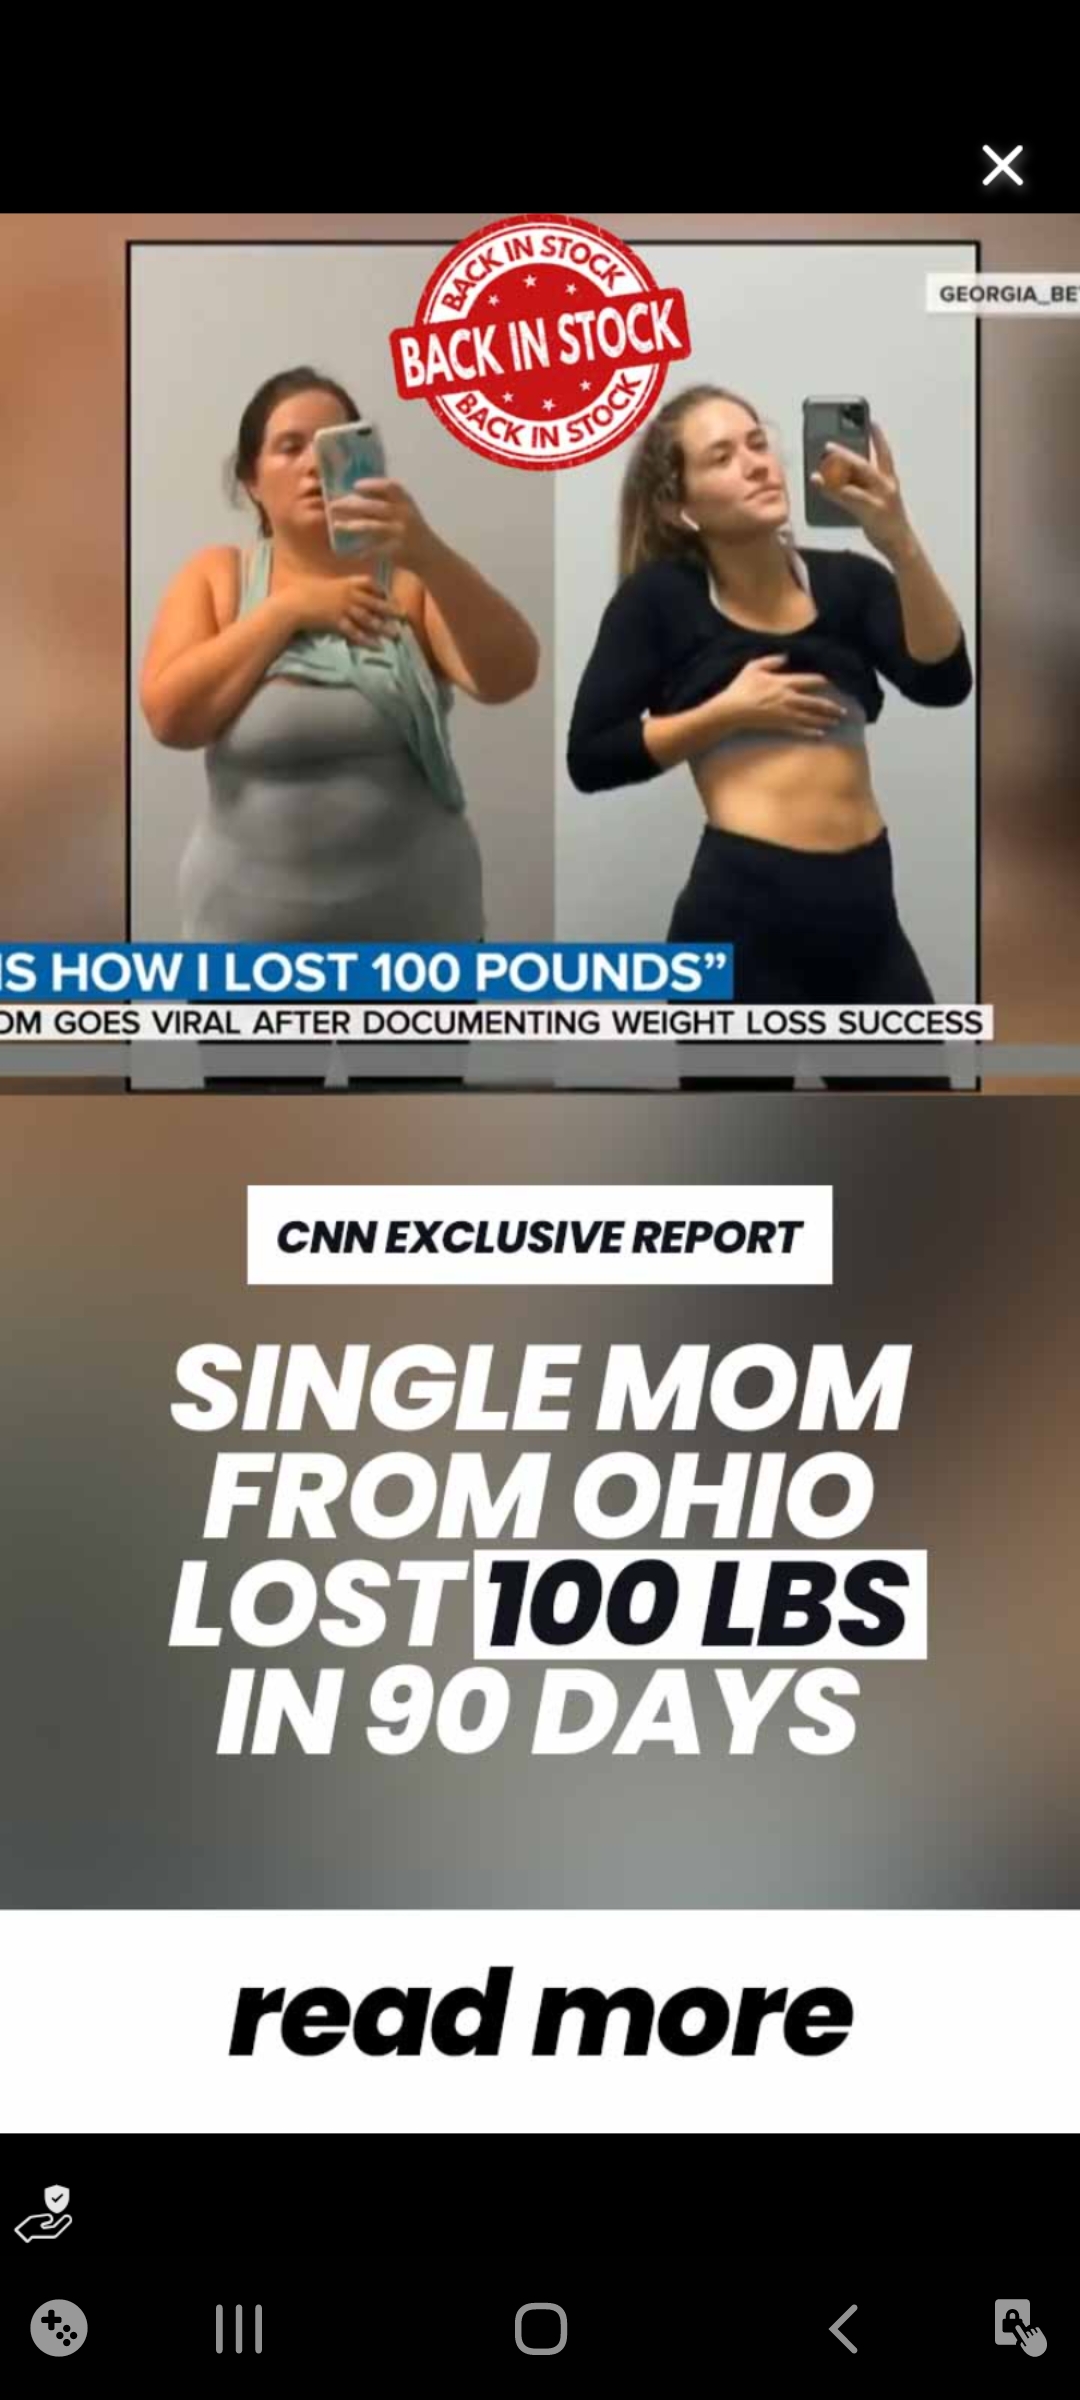 BACK IN STOCK
BACK IN STOCK
BACK IN STOCK
GEORGIA_BE
IS HOW I LOST 100 POUNDS”
OM GOES VIRAL AFTER DOCUMENTING WEIGHT LOSS SUCCESS
CNN EXCLUSIVE REPORT
SINGLE MOM
FROM OHIO
LOST 100 LBS
IN 90 DAYS
read more